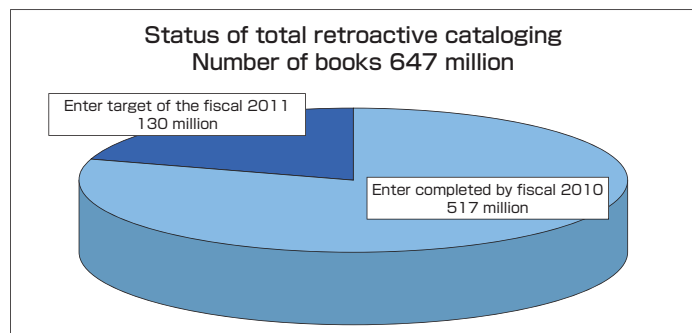 Status of total retroactive cataloging
Number of books 647 million
Enter target of the fiscal 2011
130 million
Enter completed by fiscal 2010
517 million